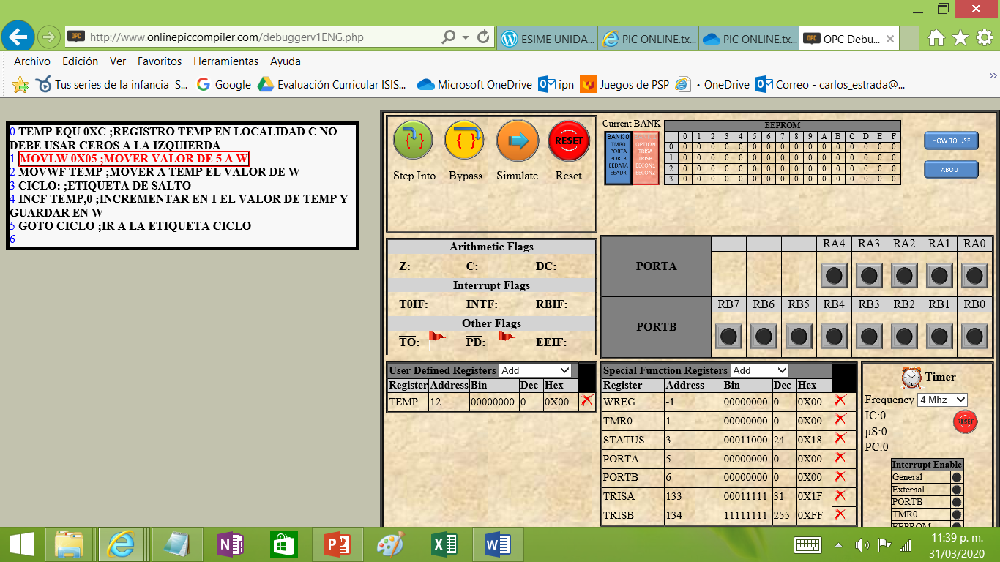 http://www.onlinepiccompiler.com/debuggerv1ENG.php
ESIME UNIDA...
PIC ONLINE.tx...
PIC ONLINE.tx...
OPC Debu...
Archivo Edición Ver Favoritos Herramientas Ayuda
Tus series de la infancia S... Google Evaluación Curricular ISIS... Microsoft OneDrive ipn Juegos de PSP • OneDrive Correo - carlos_estrada@...
0 TEMP EQU 0XC ;REGISTRO TEMP EN LOCALIDAD C NO
DEBE USAR CEROS A LA IZQUIERDA
1 MOVLW 0X05 ;MOVER VALOR DE 5 A W
2 MOVWF TEMP ;MOVER A TEMP EL VALOR DE W
3 CICLO: ;ETIQUETA DE SALTO
4 INCF TEMP,0 ;INCREMENTAR EN 1 EL VALOR DE TEMP Y
GUARDAR EN W
5 GOTO CICLO ;IR A LA ETIQUETA CICLO
6
RESET
Step Into Bypass Simulate Reset
Current BANK
BANK 0
TMR0
PORTA
PORTB
EEDATA
EEADR
OPTION
TRISA
TRISB
EECON1
EECON2
EEPROM
0 1 2 3 4 5 6 7 8 9 A B C D E F
0 0 0 0 0 0 0 0 0 0 0 0 0 0 0 0 0
1 0 0 0 0 0 0 0 0 0 0 0 0 0 0 0 0
2 0 0 0 0 0 0 0 0 0 0 0 0 0 0 0 0
3 0 0 0 0 0 0 0 0 0 0 0 0 0 0 0 0
HOW TO USE
ABOUT
Arithmetic Flags
Z: C: DC:
Interrupt Flags
T0IF: INTF: RBIF:
Other Flags
TO: PD: EEIF:
RA4 RA3 RA2 RA1 RA0
PORTA
RB7 RB6 RB5 RB4 RB3 RB2 RB1 RB0
PORTB
User Defined Registers Add
Register Address Bin Dec Hex
TEMP 12 00000000 0 0X00
Special Function Registers Add
Register Address Bin Dec Hex
WREG -1 00000000 0 0X00
TMR0 1 00000000 0 0X00
STATUS 3 00011000 24 0X18
PORTA 5 00000000 0 0X00
PORTB 6 00000000 0 0X00
TRISA 133 00011111 31 0X1F
TRISB 134 11111111 255 0XFF
Timer
Frequency 4 Mhz
IC:0
RESET
µS:0
PC:0
Interrupt Enable
General
External
PORTB
TMR0
EEPROM
11:39 p. m.
31/03/2020